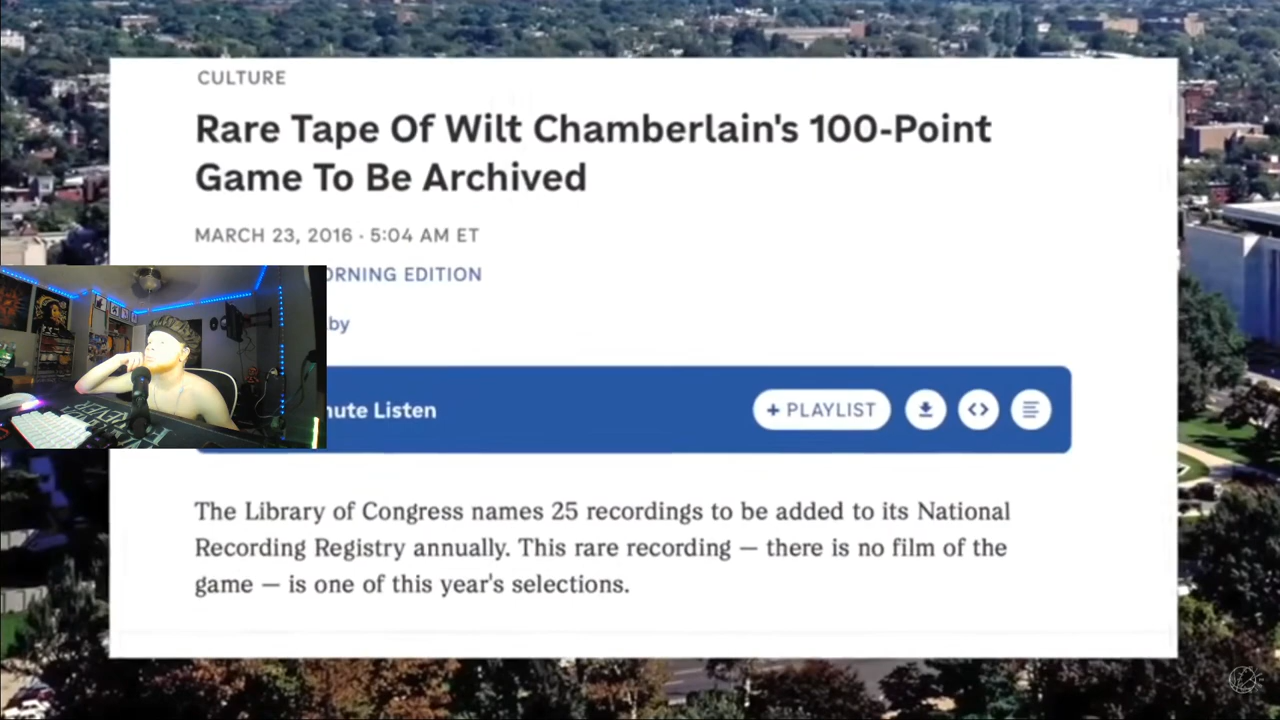 CULTURE
Rare Tape Of Wilt Chamberlain's 100-Point
Game To Be Archived
MARCH 23, 2016 · 5:04 AM ET
ORNING EDITION
by
nute Listen
+ PLAYLIST
The Library of Congress names 25 recordings to be added to its National
Recording Registry annually. This rare recording — there is no film of the
game — is one of this year's selections.